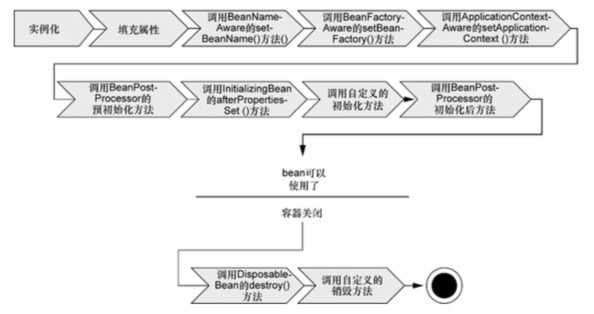 实例化
填充属性
调用BeanName-
Aware的set-
BeanName()方法()
调用BeanFactory-
Aware的setBean-
Factory()方法()
调用ApplicationContext-
Aware的setApplication-
Context ()方法
调用BeanPost-
Processor的
预初始化方法
调用InitializingBean
的afterProperties-
Set ()方法
调用自定义的
初始化方法
调用BeanPost-
Processor的
初始化后方法
bean可以
使用了
容器关闭
调用Disposable-
Bean的destroy()
方法
调用自定义的
销毁方法